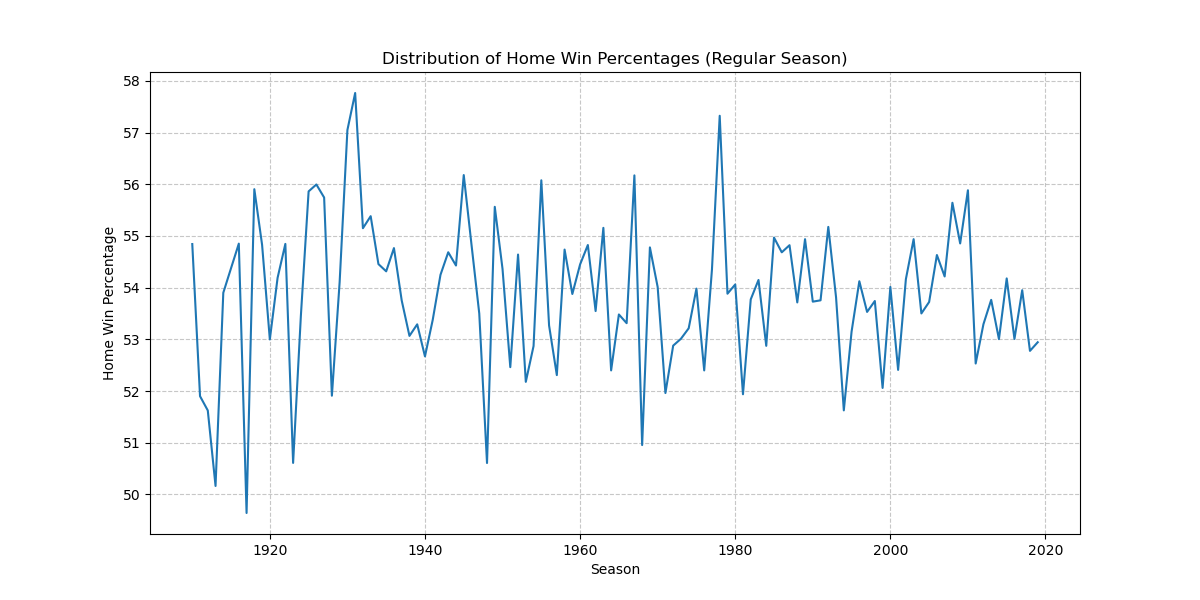 Distribution of Home Win Percentages (Regular Season)
Home Win Percentage
58
57
56
55
54
53
52
51
50
1920 1940 1960 1980 2000 2020
Season